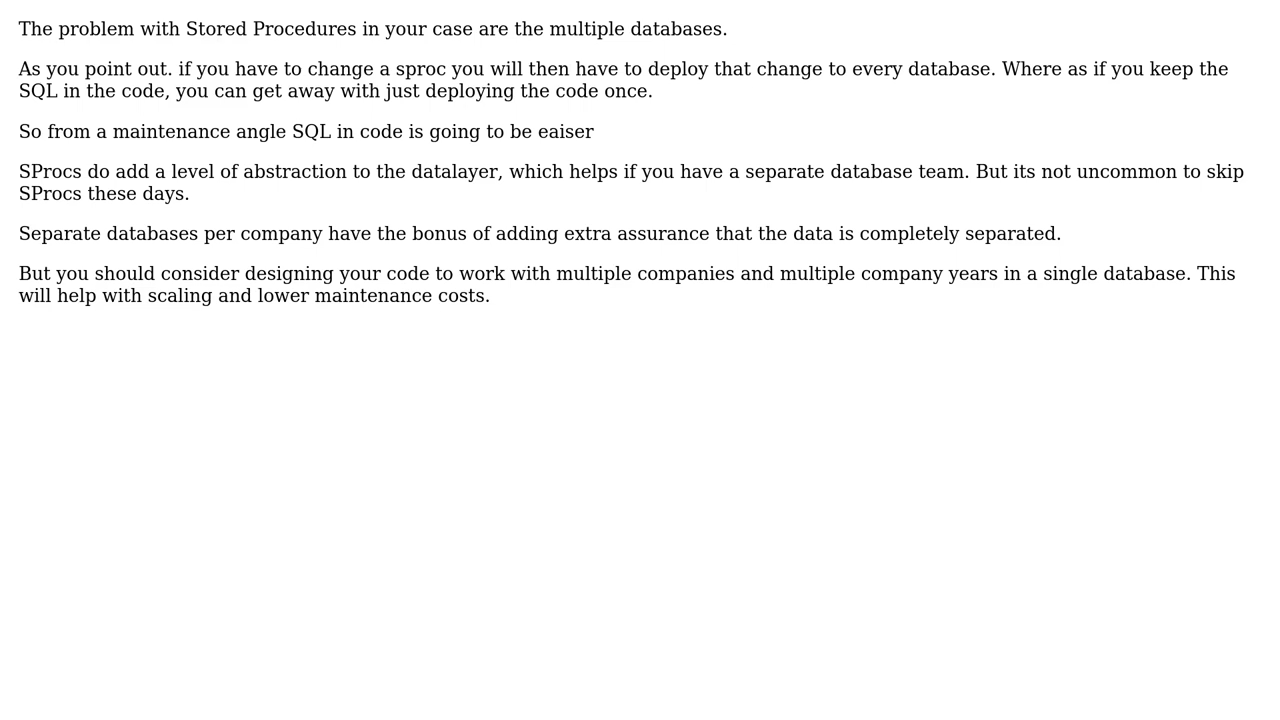 The problem with Stored Procedures in your case are the multiple databases.
As you point out. if you have to change a sproc you will then have to deploy that change to every database. Where as if you keep the
SQL in the code, you can get away with just deploying the code once.
So from a maintenance angle SQL in code is going to be eaiser
SProcs do add a level of abstraction to the datalayer, which helps if you have a separate database team. But its not uncommon to skip
SProcs these days.
Separate databases per company have the bonus of adding extra assurance that the data is completely separated.
But you should consider designing your code to work with multiple companies and multiple company years in a single database. This
will help with scaling and lower maintenance costs.